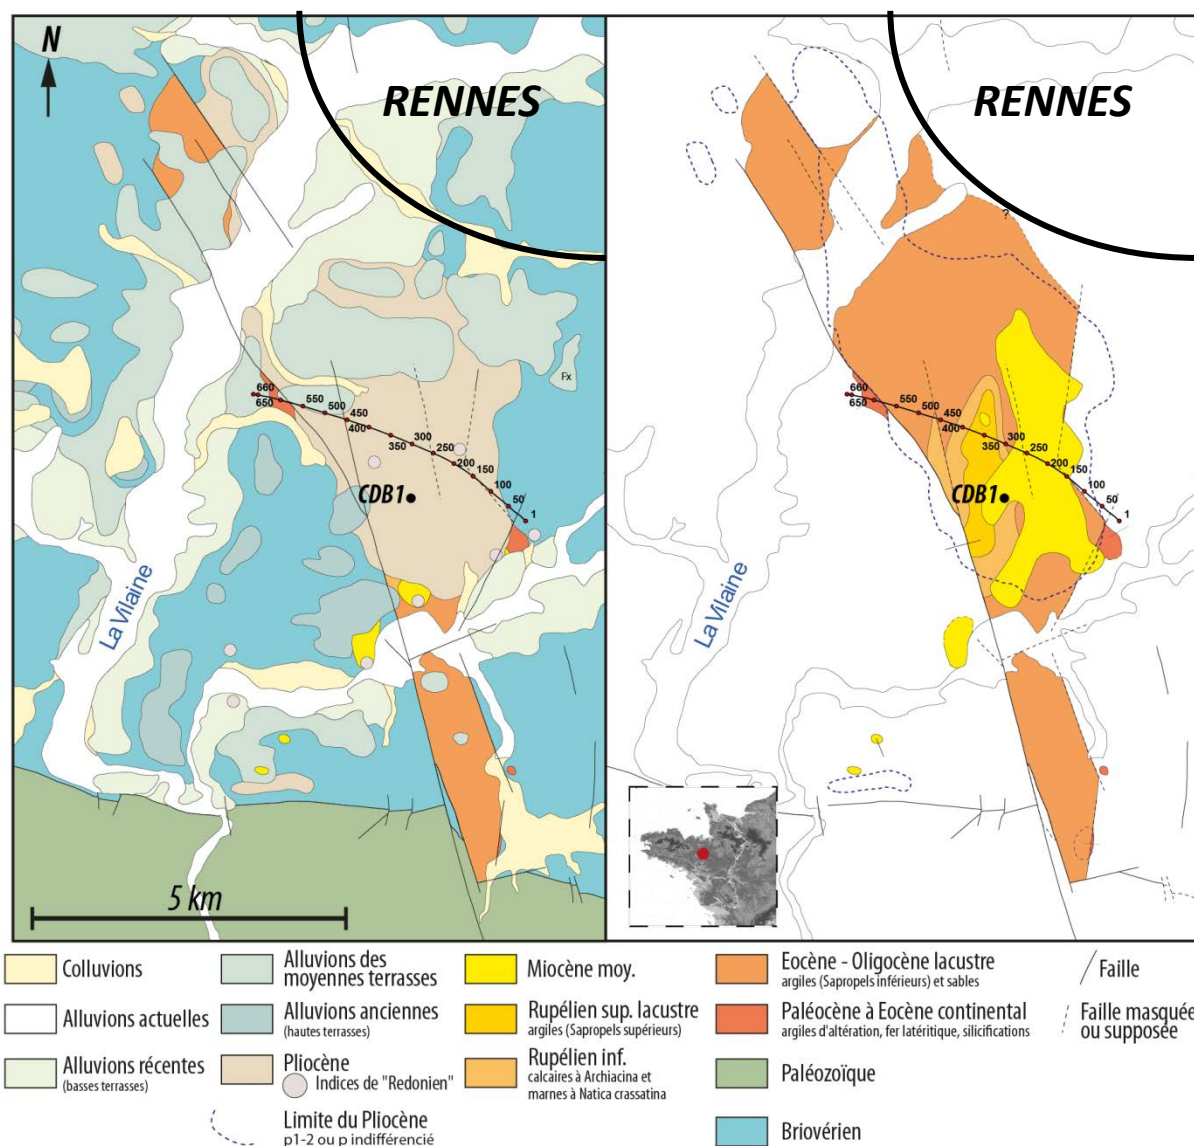 N
RENNES
RENNES
Fx
?
660
650
550
500
450
400
350
300
250
200
150
100
50
1
660
650
550
500
450
400
350
300
250
200
150
100
50
1
CDB1
CDB1
La Vilaine
La Vilaine
5 km
Colluvions
Alluvions actuelles
Alluvions récentes
(basses terrasses)
Alluvions des
moyennes terrasses
Alluvions anciennes
(hautes terrasses)
Pliocène
Indices de "Redonien"
Limite du Pliocène
p1-2 ou p indifférencié
Miocène moy.
Rupélien sup. lacustre
argiles (Sapropels supérieurs)
Rupélien inf.
calcaires à Archiacina et
marnes à Natica crassatina
Eocène - Oligocène lacustre
argiles (Sapropels inférieurs) et sables
Paléocène à Eocène continental
argiles d'altération, fer latéritique, silicifications
Paléozoïque
Briovérien
Faille
Faille masquée
ou supposée